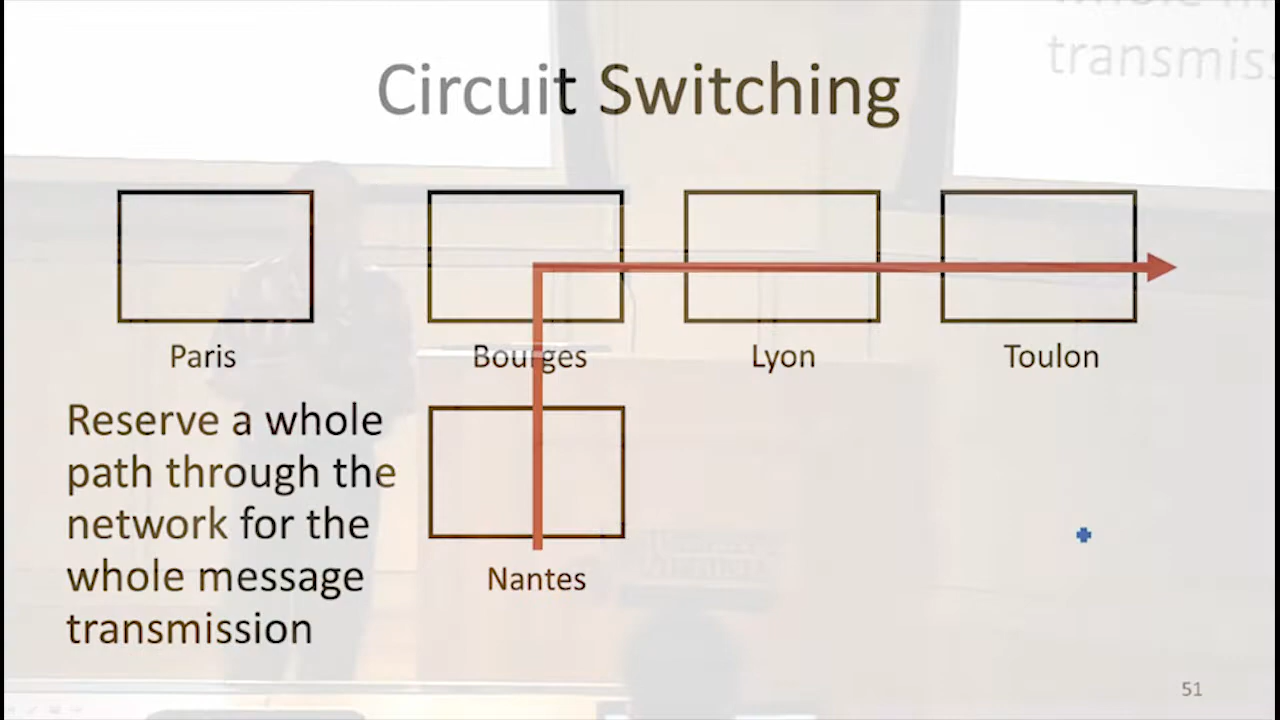 Circuit Switching
transmiss
Paris
Bourges
Lyon
Toulon
Reserve a whole
path through the
network for the
whole message
transmission
Nantes
51